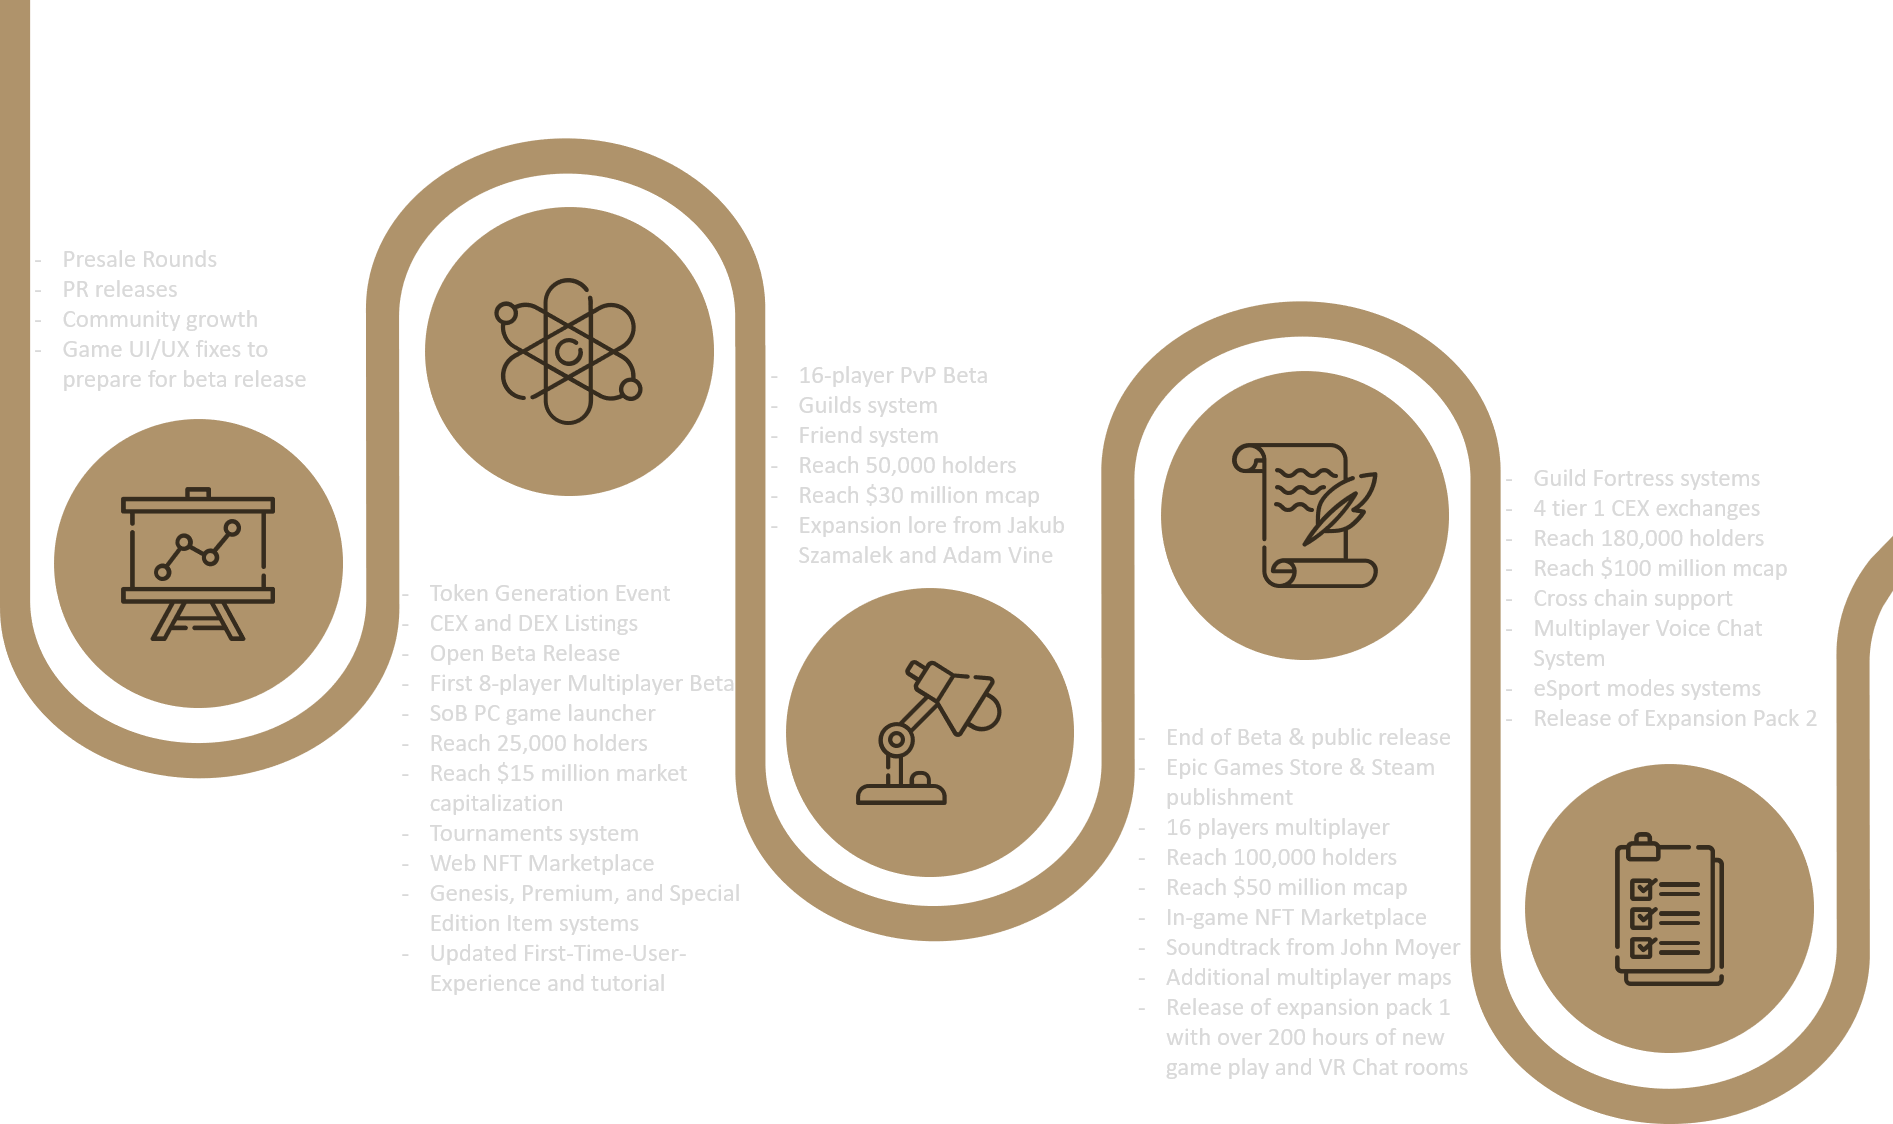 - Presale Rounds
- PR releases
- Community growth
- Game UI/UX fixes to
prepare for beta release
- Token Generation Event
- CEX and DEX Listings
- Open Beta Release
- First 8-player Multiplayer Beta
- SoB PC game launcher
- Reach 25,000 holders
- Reach $15 million market
capitalization
- Tournaments system
- Web NFT Marketplace
- Genesis, Premium, and Special
Edition Item systems
- Updated First-Time-User-
Experience and tutorial
- 16-player PvP Beta
- Guilds system
- Friend system
- Reach 50,000 holders
- Reach $30 million mcap
- Expansion lore from Jakub
Szamalek and Adam Vine
- End of Beta & public release
- Epic Games Store & Steam
publishment
- 16 players multiplayer
- Reach 100,000 holders
- Reach $50 million mcap
- In-game NFT Marketplace
- Soundtrack from John Moyer
- Additional multiplayer maps
- Release of expansion pack 1
with over 200 hours of new
game play and VR Chat rooms
- Guild Fortress systems
- 4 tier 1 CEX exchanges
- Reach 180,000 holders
- Reach $100 million mcap
- Cross chain support
- Multiplayer Voice Chat
System
- eSport modes systems
- Release of Expansion Pack 2